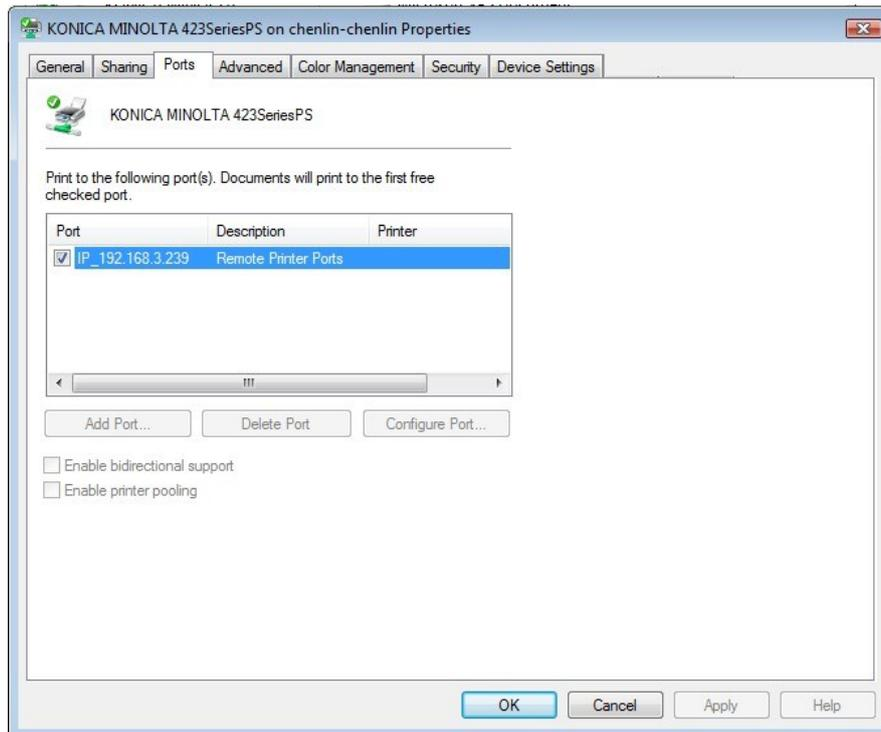 KONICA MINOLTA 423SeriesPS on chenlin-chenlin Properties
General Sharing Ports Advanced Color Management Security Device Settings
KONICA MINOLTA 423SeriesPS
Print to the following port(s). Documents will print to the first free
checked port.
Port Description Printer
IP_192.168.3.239 Remote Printer Ports
Add Port... Delete Port Configure Port...
Enable bidirectional support
Enable printer pooling
OK Cancel Apply Help